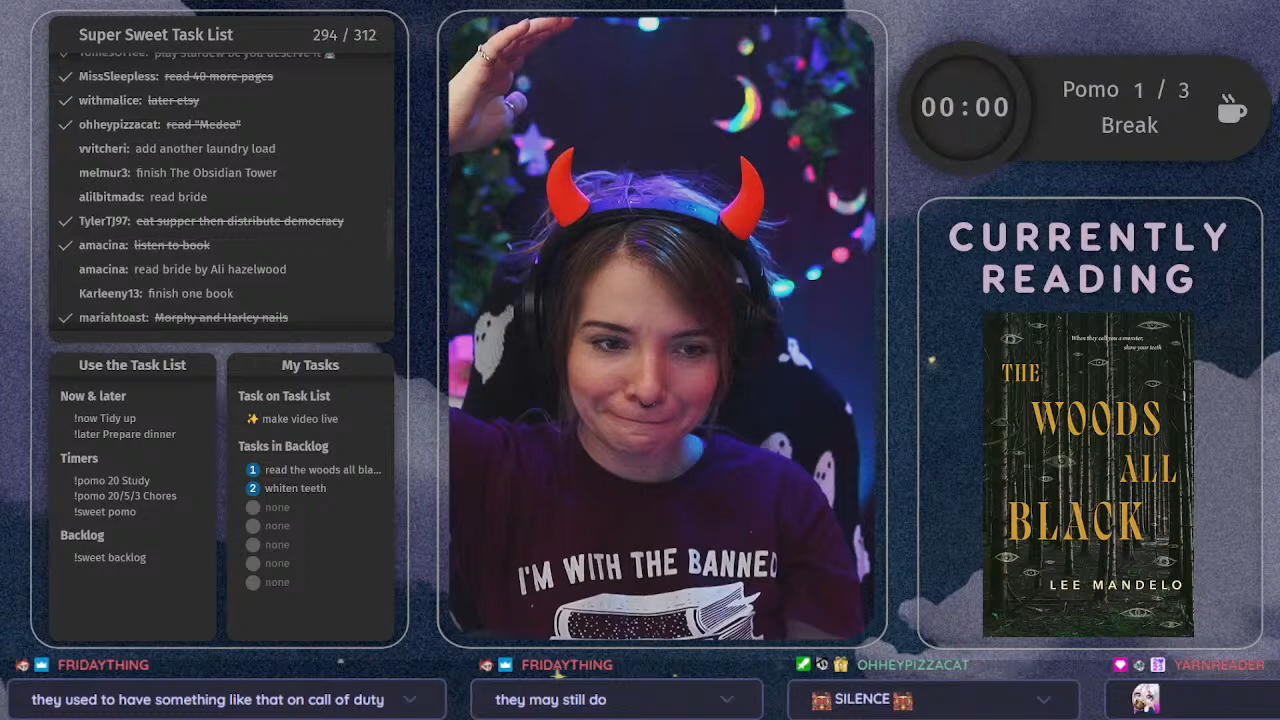 Super Sweet Task List 294 / 312
TomesOfTee: play stardew bc you deserve it
MissSleepless: read 40 more pages
withmalice: later etsy
ohheypizzacat: read "Medea"
vvitcheri: add another laundry load
melmur3: finish The Obsidian Tower
alilbitmads: read bride
TylerTJ97: eat supper then distribute democracy
amacina: listen to book
amacina: read bride by Ali hazelwood
Karleeny13: finish one book
mariahtoast: Morphy and Harley nails
Use the Task List
Now & later
!now Tidy up
!later Prepare dinner
Timers
!pomo 20 Study
!pomo 20/5/3 Chores
!sweet pomo
Backlog
!sweet backlog
My Tasks
Task on Task List
✨ make video live
Tasks in Backlog
1 read the woods all bla...
2 whiten teeth
none
none
none
none
none
I'M WITH THE BANNED
00:00
Pomo 1 / 3
Break
CURRENTLY
READING
When they call you a monster,
show your teeth
THE
WOODS
ALL
BLACK
LEE MANDELO
FRIDAYTHING
they used to have something like that on call of duty
FRIDAYTHING
they may still do
OHHEYPIZZACAT
SILENCE
YARNREADER